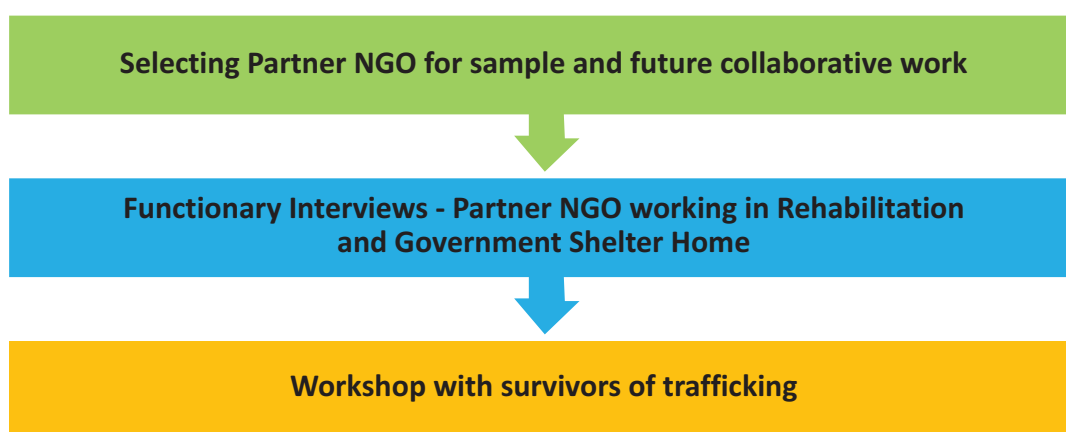 Selecting Partner NGO for sample and future collaborative work
Functionary Interviews - Partner NGO working in Rehabilitation
and Government Shelter Home
Workshop with survivors of trafficking